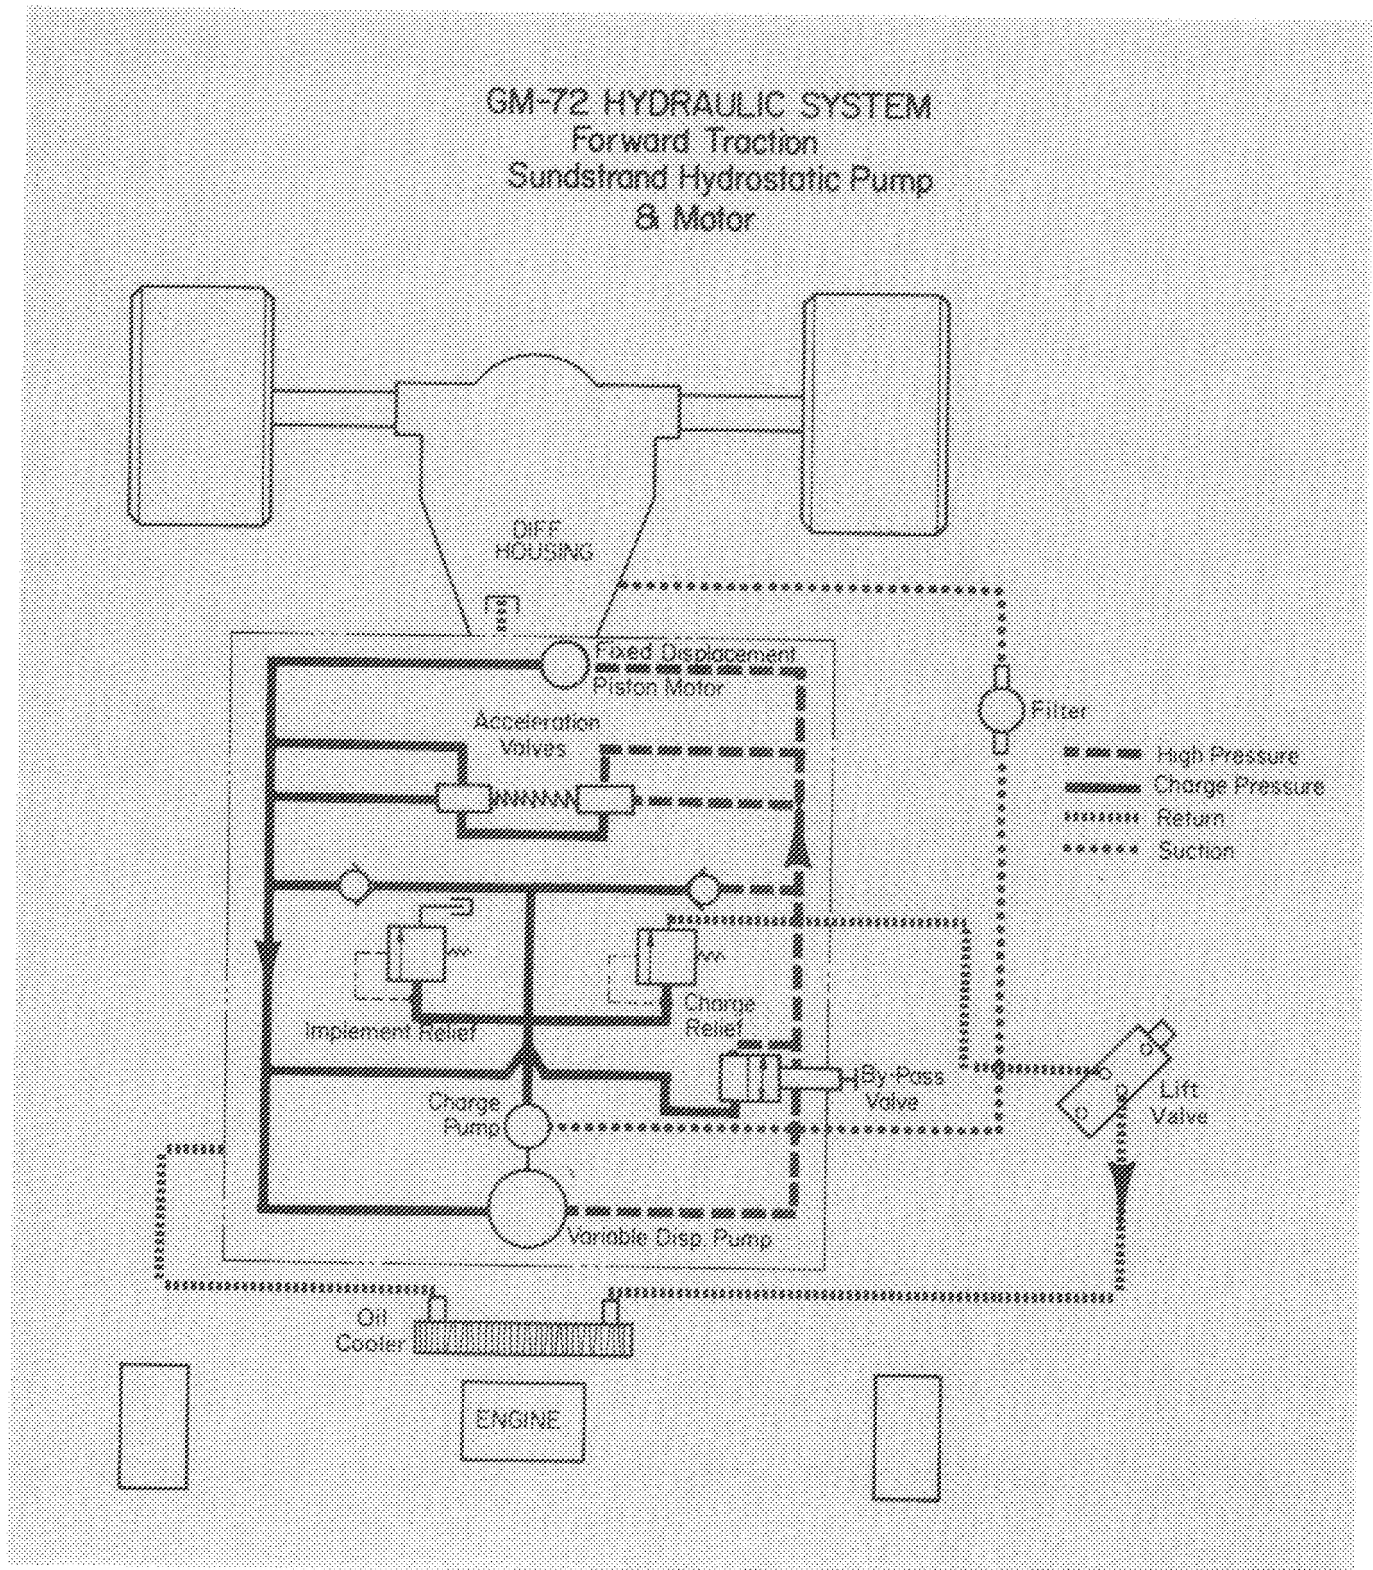 GM-72 HYDRAULIC SYSTEM
Forward Traction
Sundstrand Hydrostatic Pump
& Motor
DIFF.
HOUSING
Fixed Displacement
Piston Motor
Acceleration
Valves
Filter
High Pressure
Charge Pressure
Return
Suction
Charge
Relief
Implement Relief
By-Pass
Valve
Lift
Valve
Charge
Pump
Variable Disp. Pump
Oil
Cooler
ENGINE